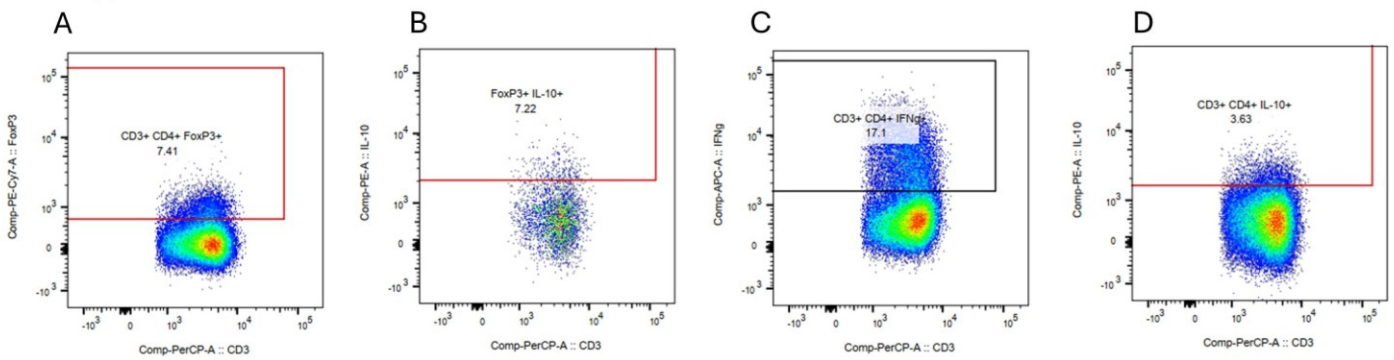 A
B
C
D
Comp-PE-Cy7-A :: FoxP3
10^5
10^4
10^3
0
-10^3
CD3+ CD4+ FoxP3+
7.41
-10^3 0 10^3 10^4 10^5
Comp-PerCP-A :: CD3
Comp-PE-A :: IL-10
10^5
10^4
10^3
0
-10^3
FoxP3+ IL-10+
7.22
-10^3 0 10^3 10^4 10^5
Comp-PerCP-A :: CD3
Comp-APC-A :: IFNg
10^5
10^4
10^3
0
-10^3
CD3+ CD4+ IFNg+
17.1
-10^3 0 10^3 10^4 10^5
Comp-PerCP-A :: CD3
Comp-PE-A :: IL-10
10^5
10^4
10^3
0
-10^3
CD3+ CD4+ IL-10+
3.63
-10^3 0 10^3 10^4 10^5
Comp-PerCP-A :: CD3